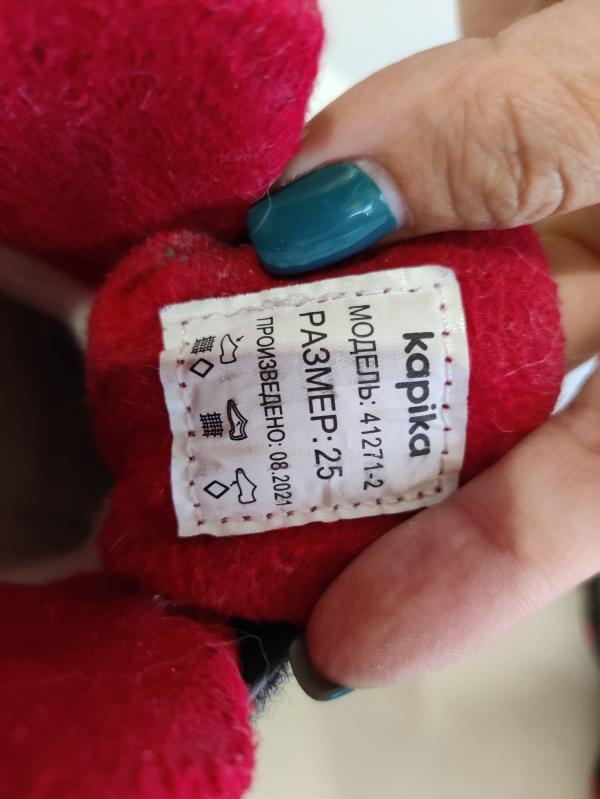 kapika
МОДЕЛЬ: 41271-2
РАЗМЕР: 25
ПРОИЗВЕДЕНО: 08.2021